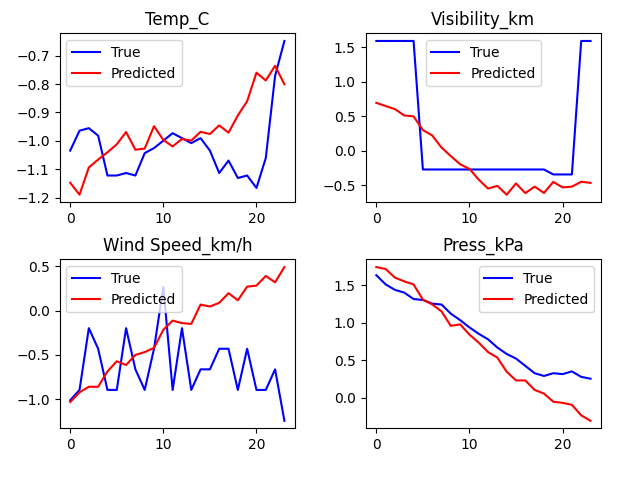 Temp_C
True
Predicted
−0.7
−0.8
−0.9
−1.0
−1.1
−1.2
0
10
20
Visibility_km
True
Predicted
1.5
1.0
0.5
0.0
−0.5
0
10
20
Wind Speed_km/h
True
Predicted
0.5
0.0
−0.5
−1.0
0
10
20
Press_kPa
True
Predicted
1.5
1.0
0.5
0.0
0
10
20